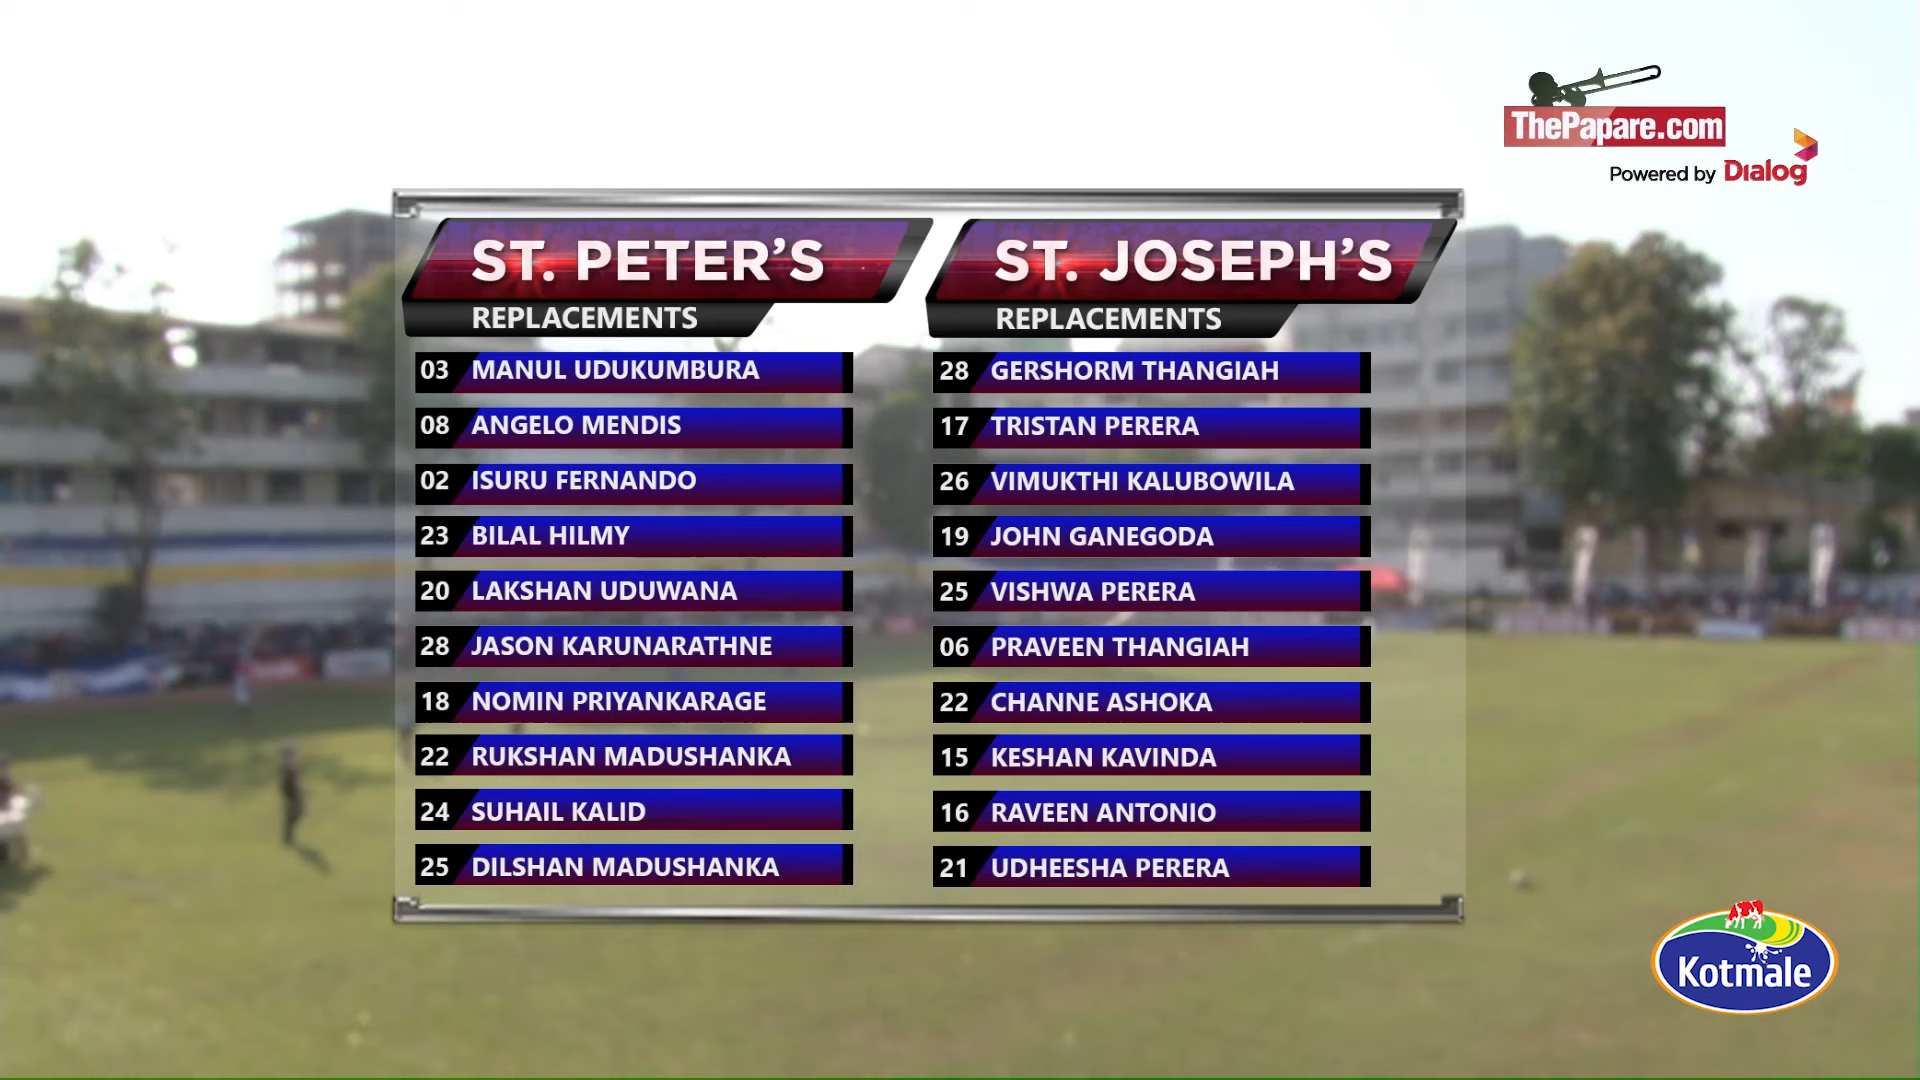 ThePapare.com
Powered by Dialog
ST. PETER'S
REPLACEMENTS
03 MANUL UDUKUMBURA
08 ANGELO MENDIS
02 ISURU FERNANDO
23 BILAL HILMY
20 LAKSHAN UDUWANA
28 JASON KARUNARATHNE
18 NOMIN PRIYANKARAGE
22 RUKSHAN MADUSHANKA
24 SUHAIL KALID
25 DILSHAN MADUSHANKA
ST. JOSEPH'S
REPLACEMENTS
28 GERSHORM THANGIAH
17 TRISTAN PERERA
26 VIMUKTHI KALUBOWILA
19 JOHN GANEGODA
25 VISHWA PERERA
06 PRAVEEN THANGIAH
22 CHANNE ASHOKA
15 KESHAN KAVINDA
16 RAVEEN ANTONIO
21 UDHEESHA PERERA
Kotmale